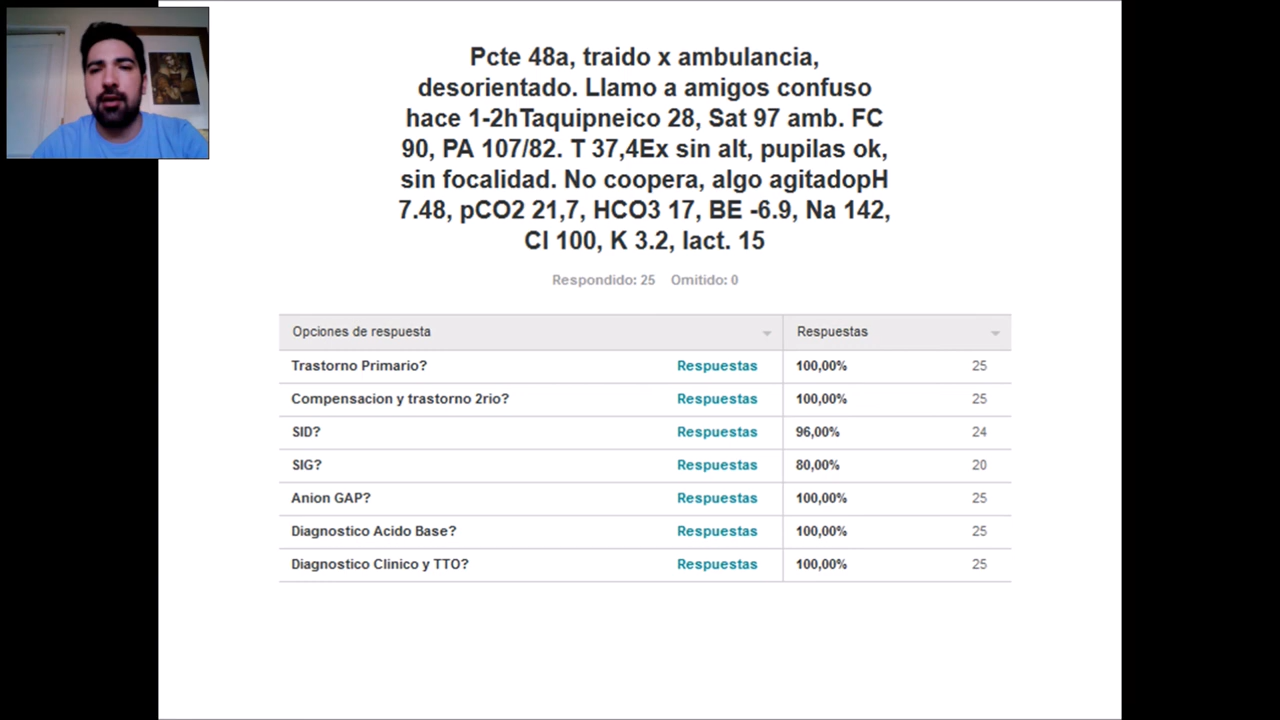 Pcte 48a, traido x ambulancia,
desorientado. Llamo a amigos confuso
hace 1-2hTaquipneico 28, Sat 97 amb. FC
90, PA 107/82. T 37,4Ex sin alt, pupilas ok,
sin focalidad. No coopera, algo agitadopH
7.48, pCO2 21,7, HCO3 17, BE -6.9, Na 142,
Cl 100, K 3.2, lact. 15
Respondido: 25 Omitido: 0
Opciones de respuesta Respuestas
Trastorno Primario? Respuestas 100,00% 25
Compensacion y trastorno 2rio? Respuestas 100,00% 25
SID? Respuestas 96,00% 24
SIG? Respuestas 80,00% 20
Anion GAP? Respuestas 100,00% 25
Diagnostico Acido Base? Respuestas 100,00% 25
Diagnostico Clinico y TTO? Respuestas 100,00% 25